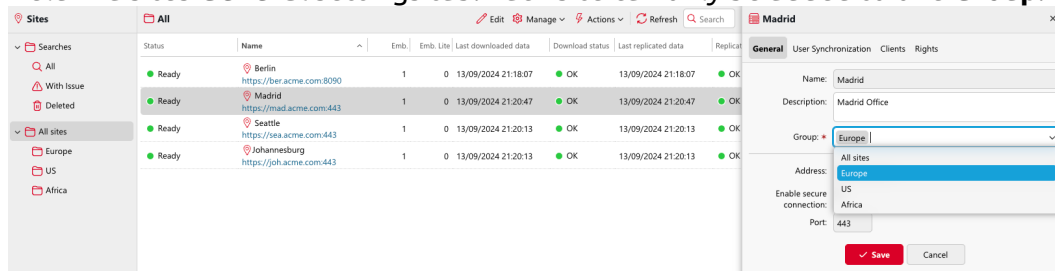 Sites
Searches
All
With Issue
Deleted
All sites
Europe
US
Africa
All
Edit Manage Actions Refresh Search
Status Name Emb. Emb. Lite Last downloaded data Download status Last replicated data
Ready Berlin 1 0 13/09/2024 21:18:07 OK 13/09/2024 21:18:07 OK
https://ber.acme.com:8090
Ready Madrid 1 0 13/09/2024 21:20:47 OK 13/09/2024 21:20:47 OK
https://mad.acme.com:443
Ready Seattle 1 0 13/09/2024 21:20:13 OK 13/09/2024 21:20:13 OK
https://sea.acme.com:443
Ready Johannesburg 1 0 13/09/2024 21:20:13 OK 13/09/2024 21:20:13 OK
https://joh.acme.com:443
Madrid
General User Synchronization Clients Rights
Name: Madrid
Description: Madrid Office
Group: * Europe
All sites
Europe
US
Africa
Address:
Enable secure
connection:
Port: 443
Save Cancel